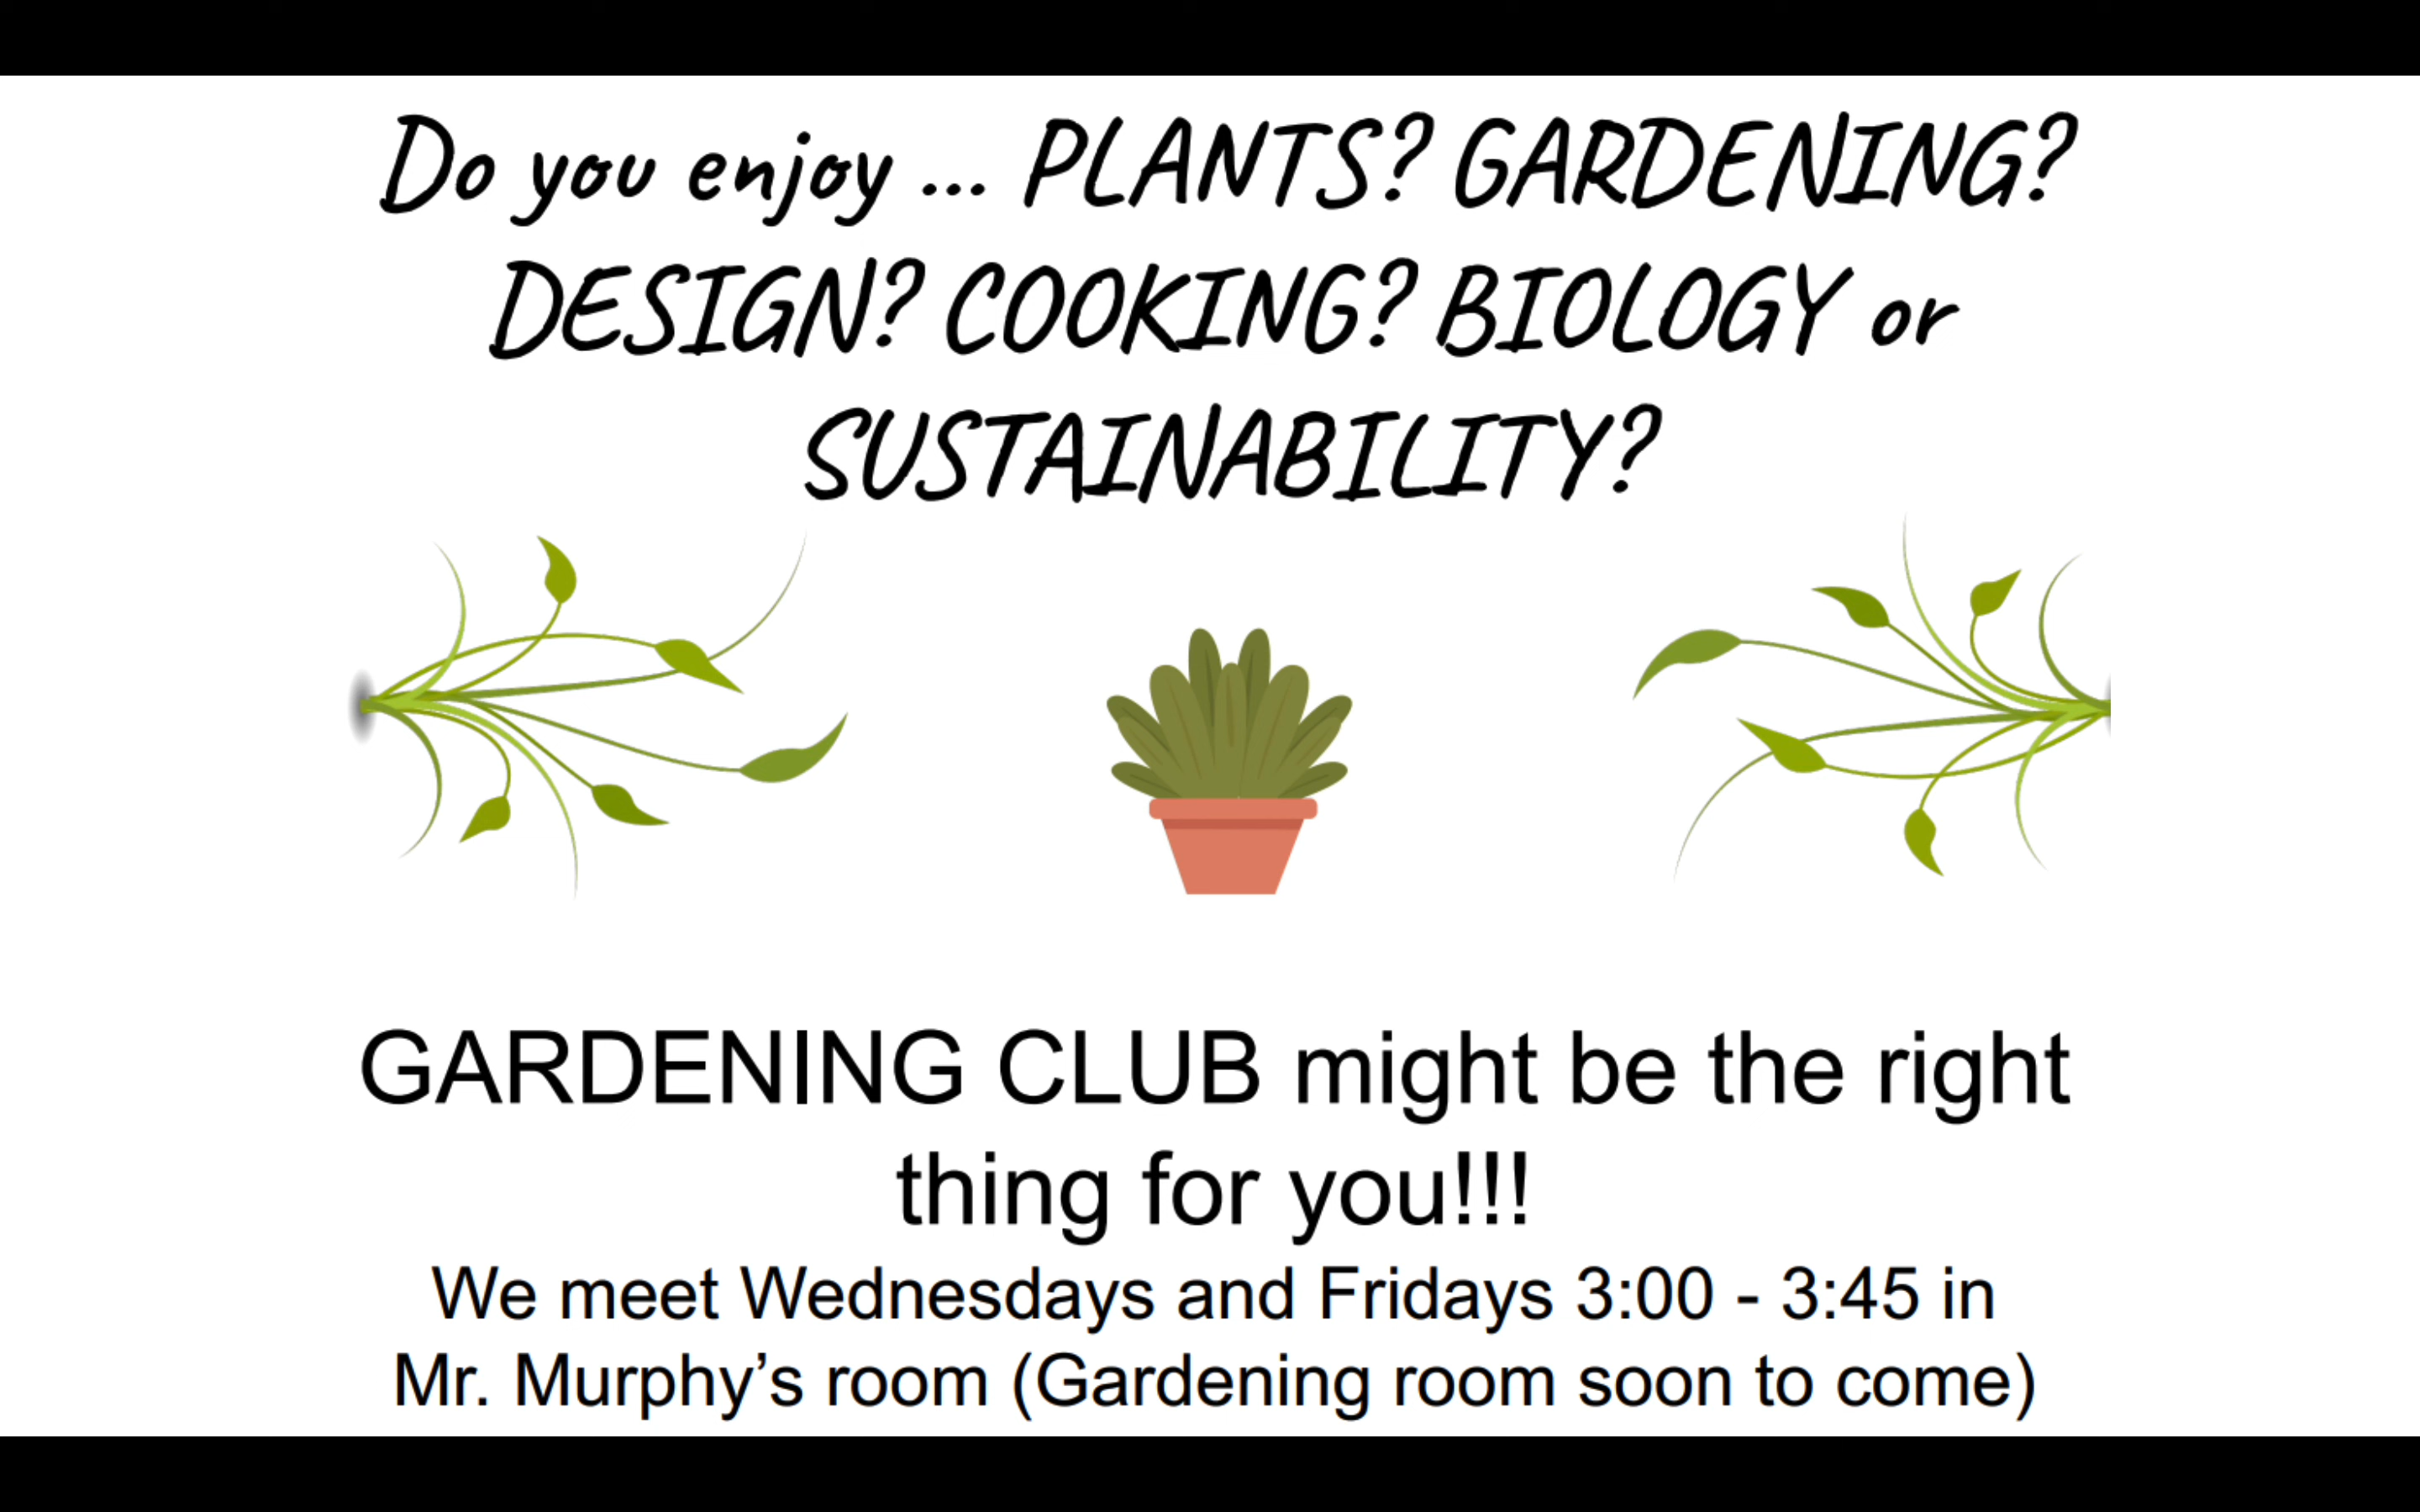 Do you enjoy ... PLANTS? GARDENING?
DESIGN? COOKING? BIOLOGY or
SUSTAINABILITY?
GARDENING CLUB might be the right
thing for you!!!
We meet Wednesdays and Fridays 3:00 - 3:45 in
Mr. Murphy’s room (Gardening room soon to come)